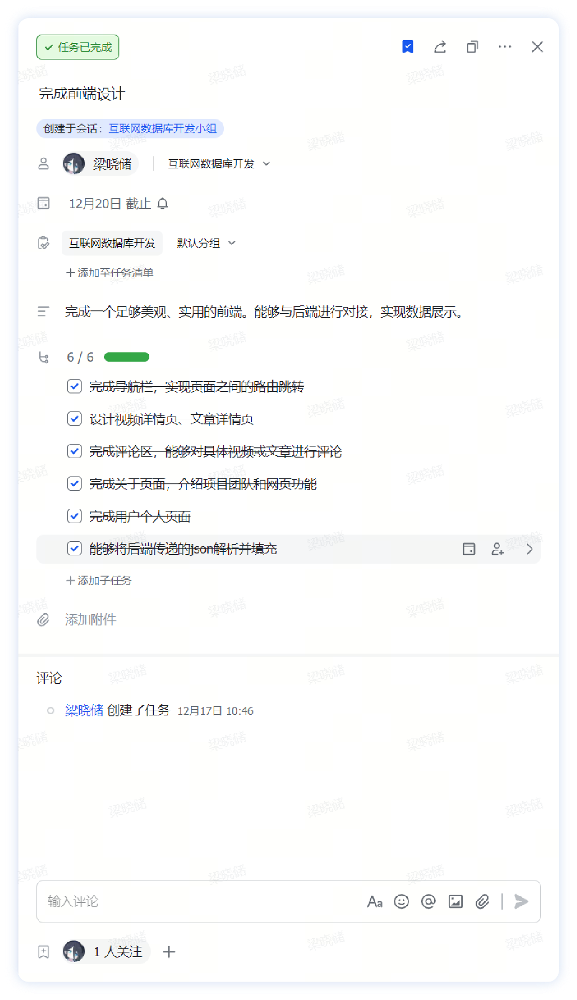 任务已完成
完成前端设计
创建于会话：互联网数据库开发小组
梁晓储 互联网数据库开发
12月20日 截止
互联网数据库开发 默认分组
添加至任务清单
完成一个足够美观、实用的前端。能够与后端进行对接，实现数据展示。
6 / 6
完成导航栏，实现页面之间的路由跳转
设计视频详情页、文章详情页
完成评论区，能够对具体视频或文章进行评论
完成关于页面，介绍项目团队和网页功能
完成用户个人页面
能够将后端传递的json解析并填充
添加子任务
添加附件
评论
梁晓储 创建了任务 12月17日 10:46
输入评论 Aa
1 人关注
梁晓储